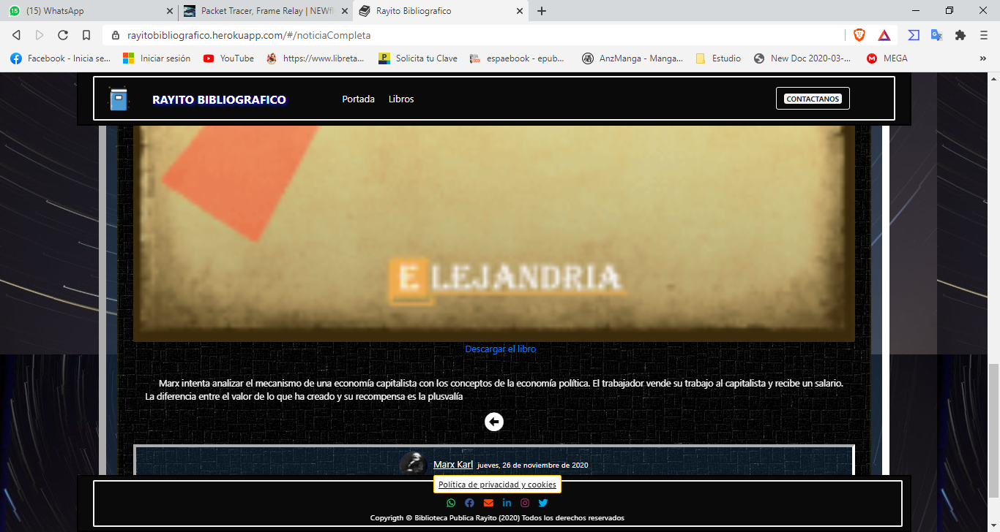 15
(15) WhatsApp
Packet Tracer, Frame Relay | NEWf
Rayito Bibliografico
rayitobibliografico.herokuapp.com/#/noticiaCompleta
Facebook - Inicia se...
Iniciar sesión
YouTube
https://www.libreta...
P
Solicita tu Clave
espaebook - epub...
AnzManga - Manga...
Estudio
New Doc 2020-03-...
M
MEGA
»
RAYITO BIBLIOGRAFICO
Portada
Libros
CONTACTANOS
E LEJANDRIA
Descargar el libro
Marx intenta analizar el mecanismo de una economía capitalista con los conceptos de la economía política. El trabajador vende su trabajo al capitalista y recibe un salario.
La diferencia entre el valor de lo que ha creado y su recompensa es la plusvalía
Marx Karl jueves, 26 de noviembre de 2020
Política de privacidad y cookies
Copyrigth © Biblioteca Publica Rayito (2020) Todos los derechos reservados